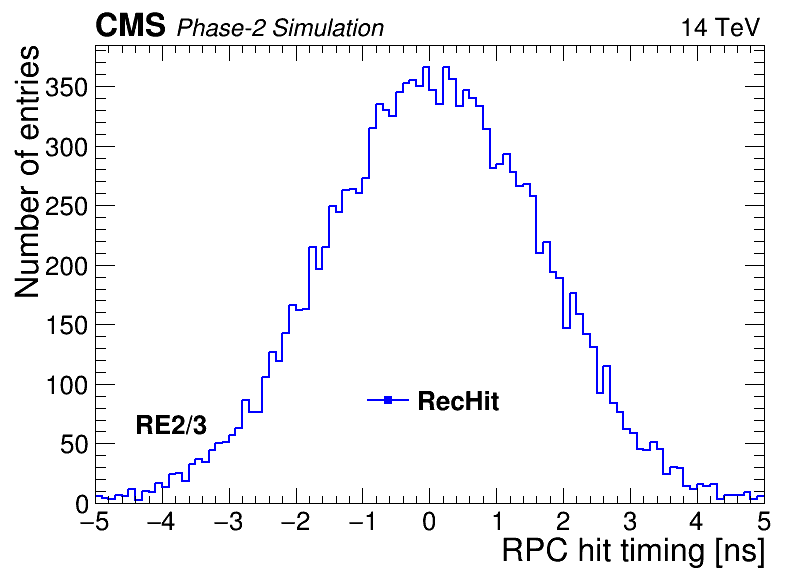 CMS Phase-2 Simulation 14 TeV
Number of entries
350
300
250
200
150
100
50
0
RecHit
RE2/3
−5 −4 −3 −2 −1 0 1 2 3 4 5
RPC hit timing [ns]